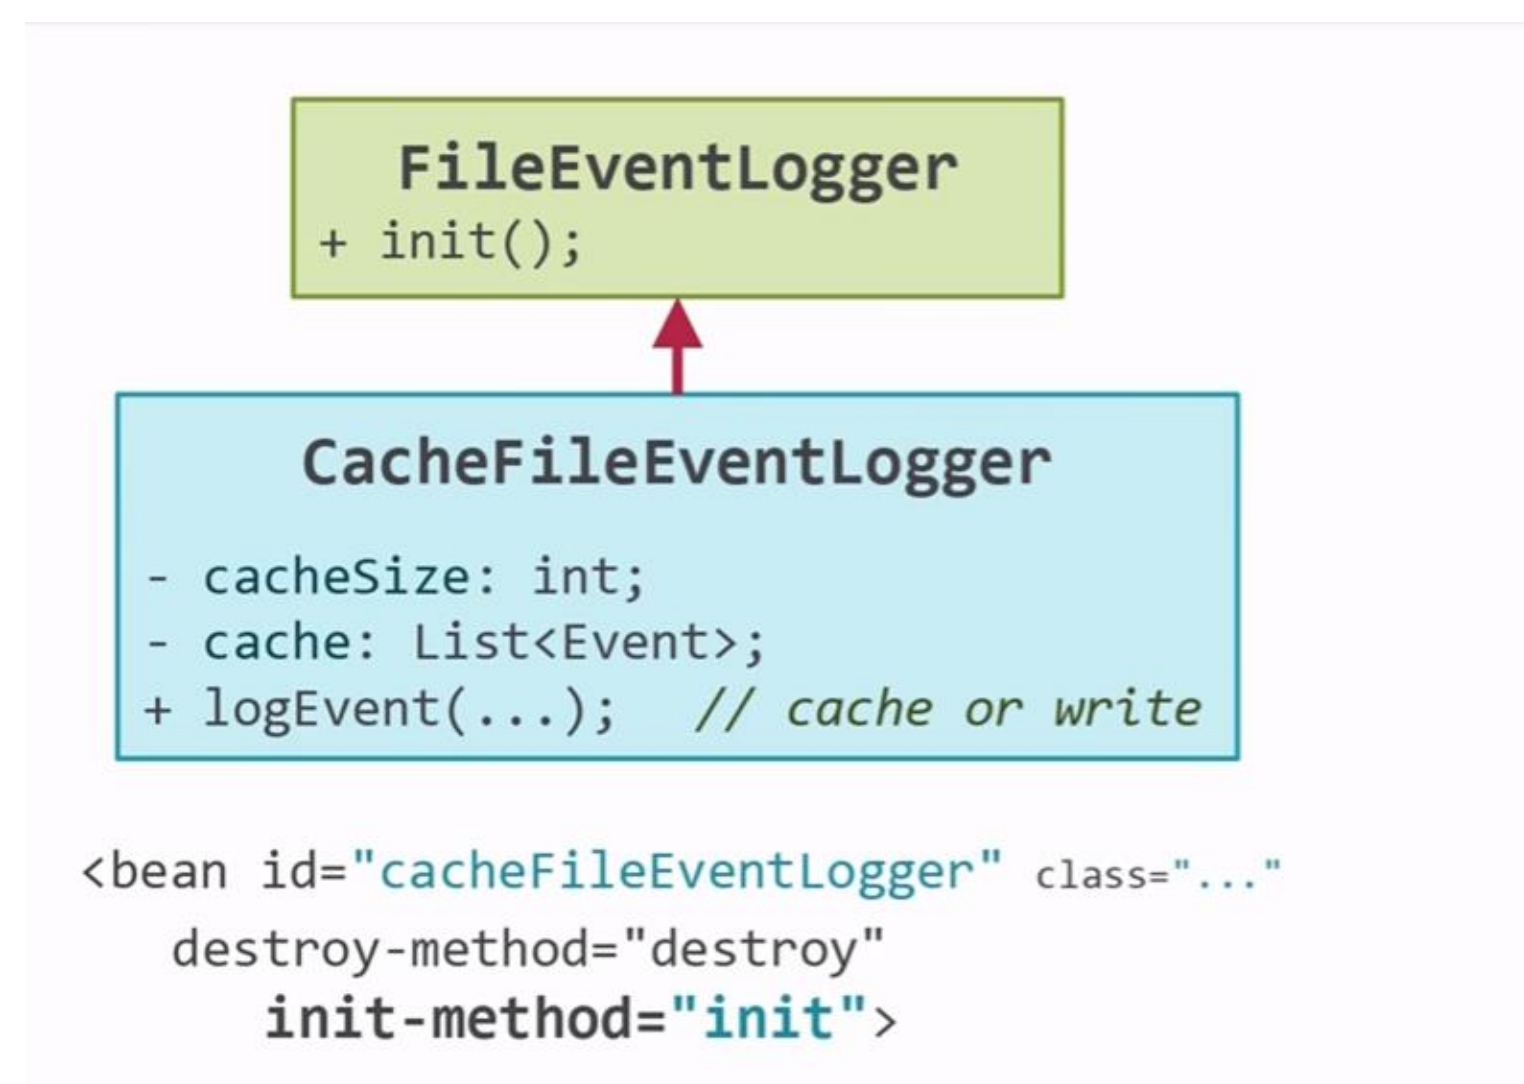 FileEventLogger
+ init();
CacheFileEventLogger
- cacheSize: int;
- cache: List<Event>;
+ logEvent(...);   // cache or write
<bean id="cacheFileEventLogger" class="..."
destroy-method="destroy"
init-method="init">